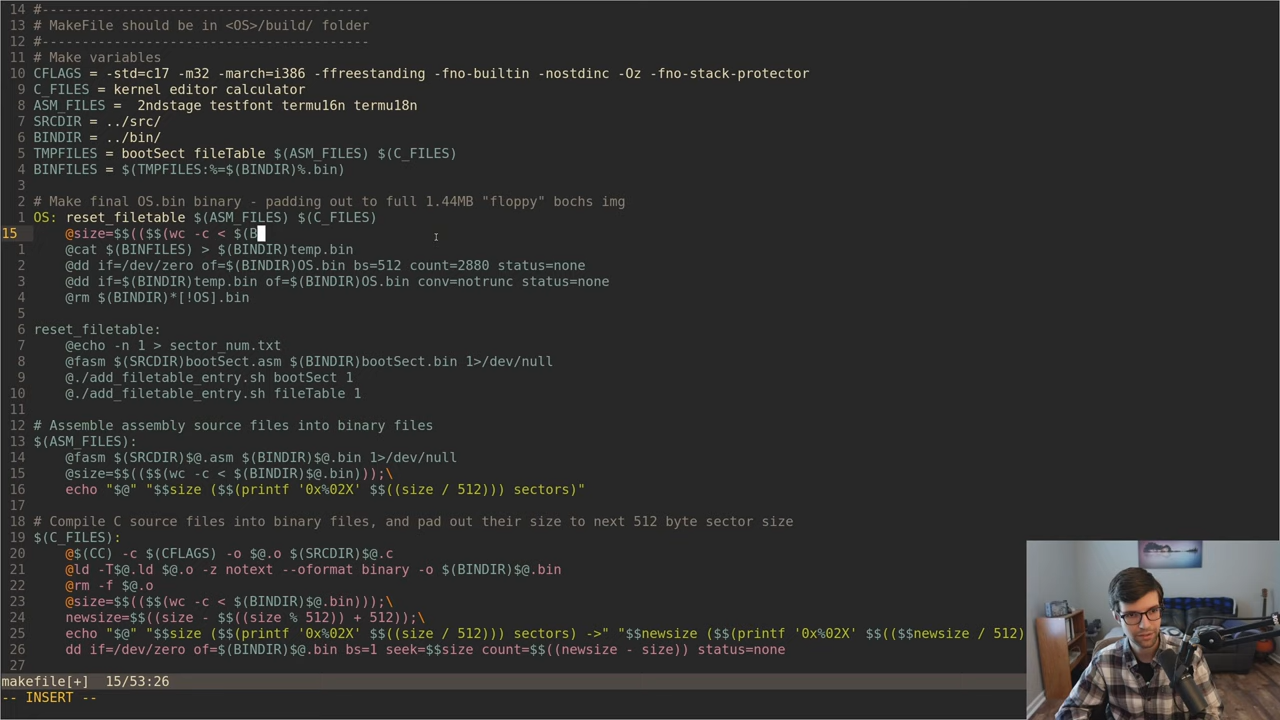 14 #-----------------------------------------
13 # MakeFile should be in <OS>/build/ folder
12 #-----------------------------------------
11 # Make variables
10 CFLAGS = -std=c17 -m32 -march=i386 -ffreestanding -fno-builtin -nostdinc -Oz -fno-stack-protector
9 C_FILES = kernel editor calculator
8 ASM_FILES =  2ndstage testfont termu16n termu18n
7 SRCDIR = ../src/
6 BINDIR = ../bin/
5 TMPFILES = bootSect fileTable $(ASM_FILES) $(C_FILES)
4 BINFILES = $(TMPFILES:%=$(BINDIR)%.bin)
3
2 # Make final OS.bin binary - padding out to full 1.44MB "floppy" bochs img
1 OS: reset_filetable $(ASM_FILES) $(C_FILES)
15 @size=$$(($$(wc -c < $(B
1 @cat $(BINFILES) > $(BINDIR)temp.bin
2 @dd if=/dev/zero of=$(BINDIR)OS.bin bs=512 count=2880 status=none
3 @dd if=$(BINDIR)temp.bin of=$(BINDIR)OS.bin conv=notrunc status=none
4 @rm $(BINDIR)*[!OS].bin
5
6 reset_filetable:
7 @echo -n 1 > sector_num.txt
8 @fasm $(SRCDIR)bootSect.asm $(BINDIR)bootSect.bin 1>/dev/null
9 @./add_filetable_entry.sh bootSect 1
10 @./add_filetable_entry.sh fileTable 1
11
12 # Assemble assembly source files into binary files
13 $(ASM_FILES):
14 @fasm $(SRCDIR)$@.asm $(BINDIR)$@.bin 1>/dev/null
15 @size=$$(($$(wc -c < $(BINDIR)$@.bin)));\
16 echo "$@" "$$size ($$(printf '0x%02X' $$((size / 512))) sectors)"
17
18 # Compile C source files into binary files, and pad out their size to next 512 byte sector size
19 $(C_FILES):
20 @$(CC) -c $(CFLAGS) -o $@.o $(SRCDIR)$@.c
21 @ld -T$@.ld $@.o -z notext --oformat binary -o $(BINDIR)$@.bin
22 @rm -f $@.o
23 @size=$$(($$(wc -c < $(BINDIR)$@.bin)));\
24 newsize=$$((size - $$((size % 512)) + 512));\
25 echo "$@" "$$size ($$(printf '0x%02X' $$((size / 512))) sectors) ->" "$$newsize ($$(printf '0x%02X' $$(($$newsize / 512)
26 dd if=/dev/zero of=$(BINDIR)$@.bin bs=1 seek=$$size count=$$((newsize - size)) status=none
27
makefile[+] 15/53:26
-- INSERT --